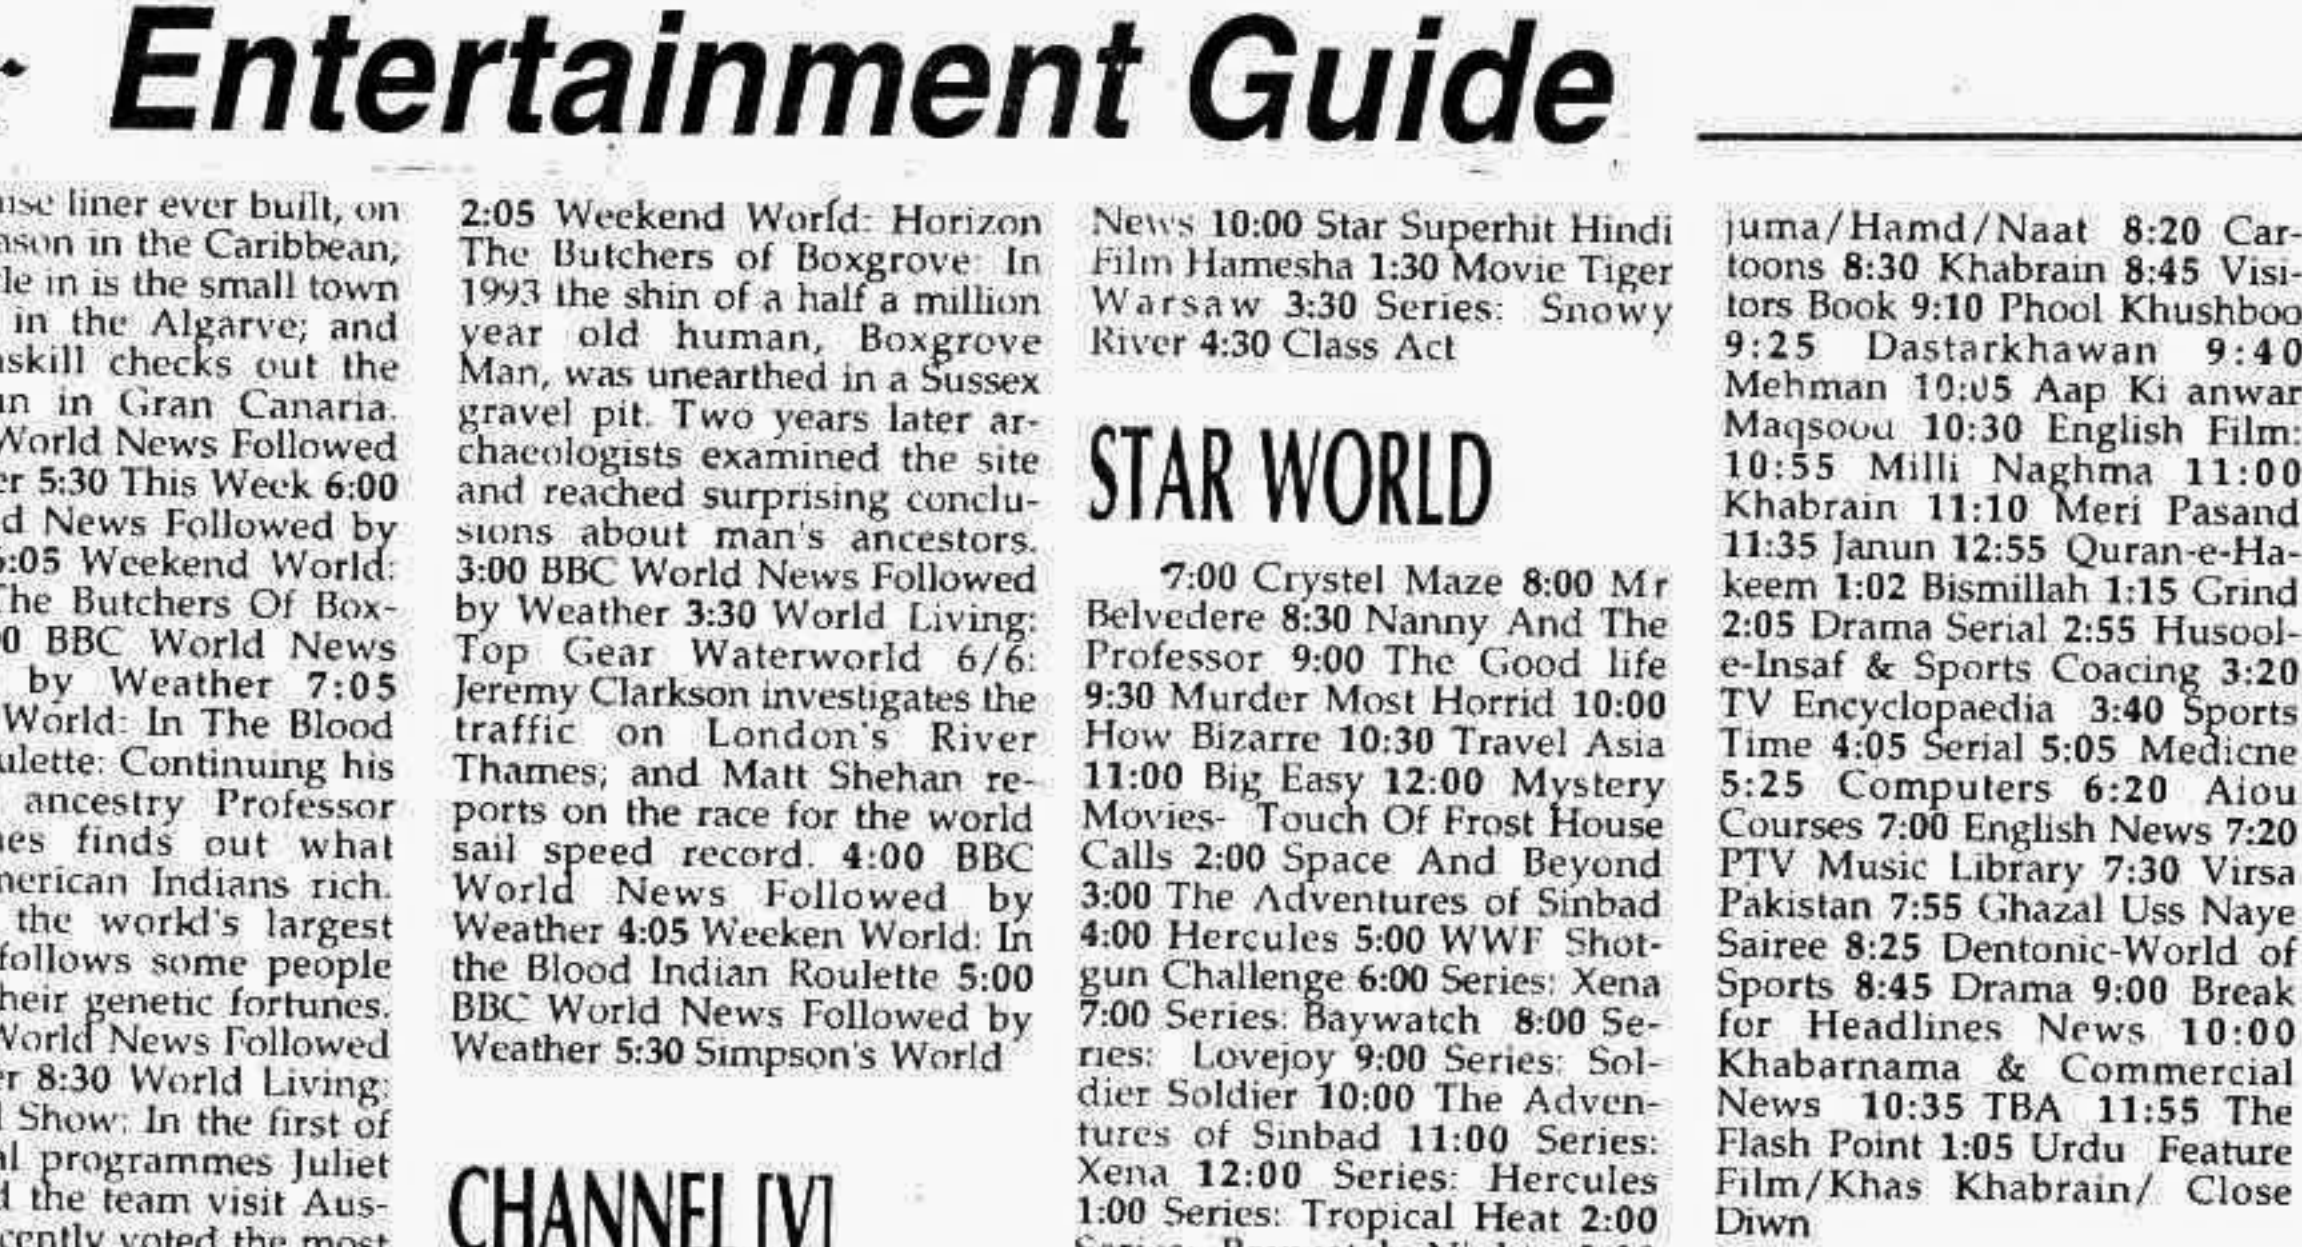 Entertainment Guide
liner ever built, on
in the Caribbean,
in is the small town
in the Algarve; and
checks out the
in Gran Canaria.
World News Followed
5:30 This Week 6:00
News Followed by
Weekend World:
The Butchers Of Box-
BBC World News
by Weather 7:05
World: In The Blood
Continuing his
ancestry Professor
finds out what
Indians rich.
the world's largest
follows some people
their genetic fortunes.
World News Followed
8:30 World Living:
Show: In the first of
programmes Juliet
the team visit Aus-
voted the most
2:05 Weekend World: Horizon
The Butchers of Boxgrove: In
1993 the shin of a half a million
year old human, Boxgrove
Man, was unearthed in a Sussex
gravel pit. Two years later ar-
chaeologists examined the site
and reached surprising conclu-
sions about man's ancestors.
3:00 BBC World News Followed
by Weather 3:30 World Living:
Top Gear Waterworld 6/6:
Jeremy Clarkson investigates the
traffic on London's River
Thames; and Matt Shehan re-
ports on the race for the world
sail speed record. 4:00 BBC
World News Followed by
Weather 4:05 Weeken World: In
the Blood Indian Roulette 5:00
BBC World News Followed by
Weather 5:30 Simpson's World
CHANNEL [V]
News 10:00 Star Superhit Hindi
Film Hamesha 1:30 Movie Tiger
Warsaw 3:30 Series: Snowy
River 4:30 Class Act
STAR WORLD
7:00 Crystel Maze 8:00 Mr
Belvedere 8:30 Nanny And The
Professor 9:00 The Good life
9:30 Murder Most Horrid 10:00
How Bizarre 10:30 Travel Asia
11:00 Big Easy 12:00 Mystery
Movies- Touch Of Frost House
Calls 2:00 Space And Beyond
3:00 The Adventures of Sinbad
4:00 Hercules 5:00 WWF Shot-
gun Challenge 6:00 Series: Xena
7:00 Series: Baywatch 8:00 Se-
ries: Lovejoy 9:00 Series: Sol-
dier Soldier 10:00 The Adven-
tures of Sinbad 11:00 Series:
Xena 12:00 Series: Hercules
1:00 Series: Tropical Heat 2:00
juma/Hamd/Naat 8:20 Car-
toons 8:30 Khabrain 8:45 Visi-
tors Book 9:10 Phool Khushboo
9:25 Dastarkhawan 9:40
Mehman 10:05 Aap Ki anwar
Maqsood 10:30 English Film:
10:55 Milli Naghma 11:00
Khabrain 11:10 Meri Pasand
11:35 Janun 12:55 Quran-e-Ha-
keem 1:02 Bismillah 1:15 Grind
2:05 Drama Serial 2:55 Husool-
e-Insaf & Sports Coacing 3:20
TV Encyclopaedia 3:40 Sports
Time 4:05 Serial 5:05 Medicne
5:25 Computers 6:20 Aiou
Courses 7:00 English News 7:20
PTV Music Library 7:30 Virsa
Pakistan 7:55 Ghazal Uss Naye
Sairee 8:25 Dentonic-World of
Sports 8:45 Drama 9:00 Break
for Headlines News 10:00
Khabarnama & Commercial
News 10:35 TBA 11:55 The
Flash Point 1:05 Urdu Feature
Film/Khas Khabrain/ Close
Diwn